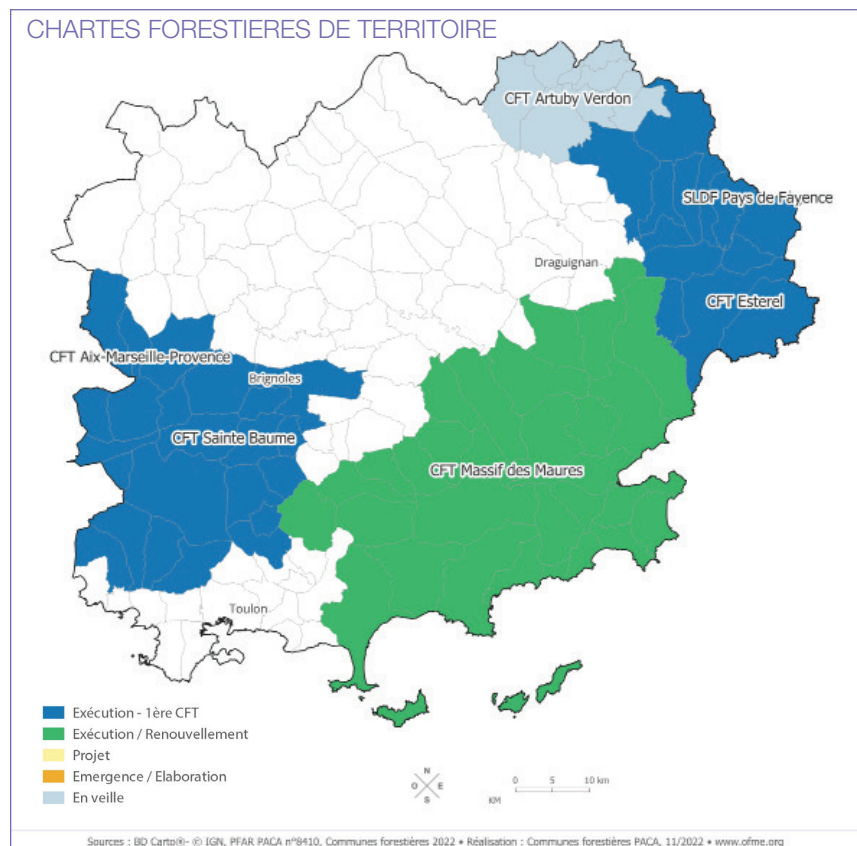 CHARTES FORESTIERES DE TERRITOIRE
CFT Artuby Verdon
SLDF Pays de Fayence
Draguignan
CFT Esterel
CFT Aix-Marseille-Provence
Brignoles
CFT Sainte Baume
CFT Massif des Maures
Toulon
Exécution - 1ère CFT
Exécution / Renouvellement
Projet
Emergence / Elaboration
En veille
N
O E
S
0 5 10 km
KM
Sources : BD Carto®- © IGN, PFAR PACA n°8410, Communes forestières 2022 • Réalisation : Communes forestières PACA, 11/2022 • www.ofme.org